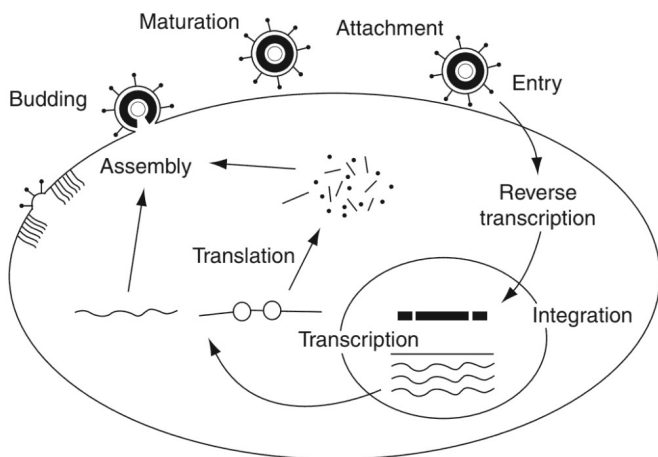 Maturation
Attachment
Budding
Entry
Assembly
Reverse
transcription
Translation
Integration
Transcription